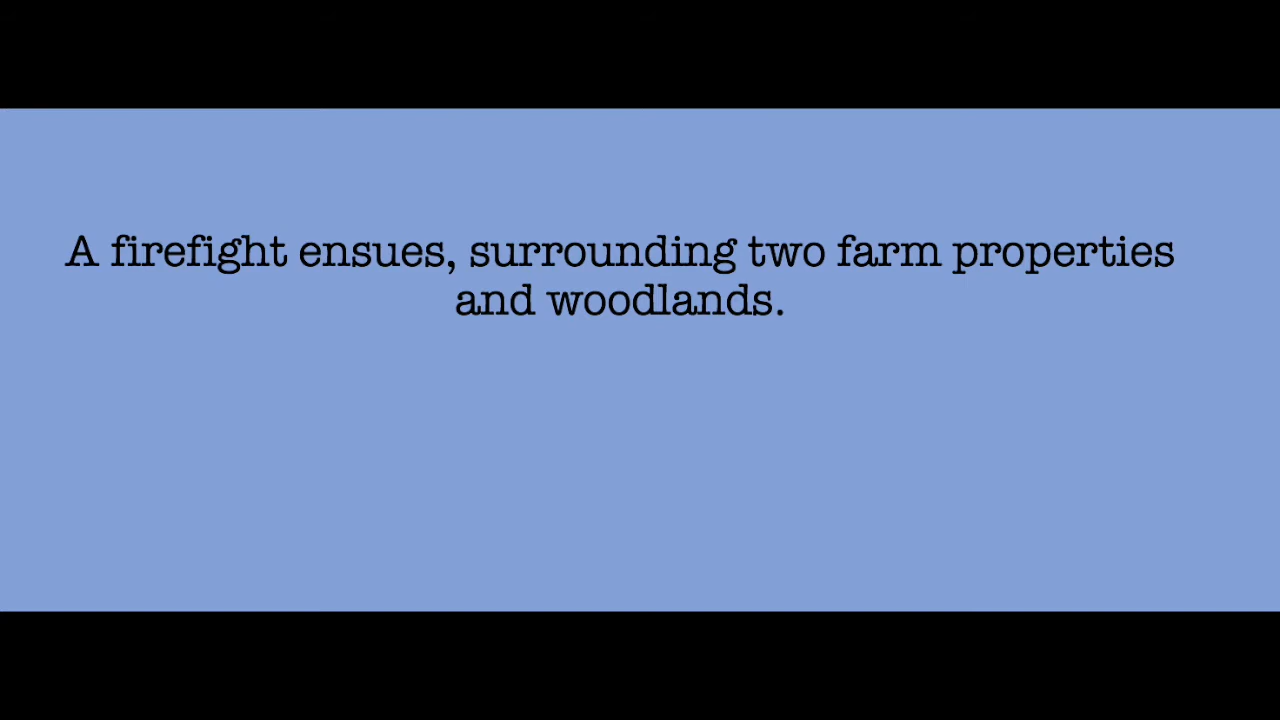 A firefight ensues, surrounding two farm properties
and woodlands.